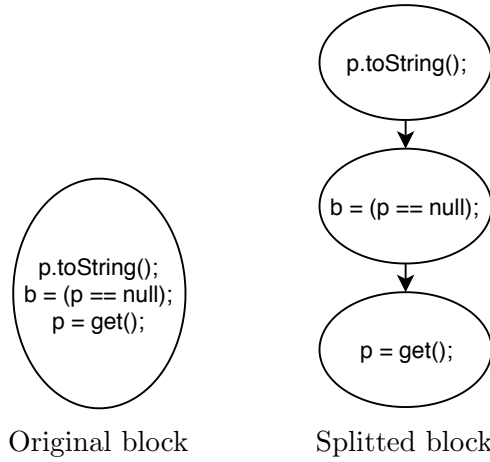 p.toString();
b = (p == null);
p = get();
Original block
p.toString();
b = (p == null);
p = get();
Splitted block